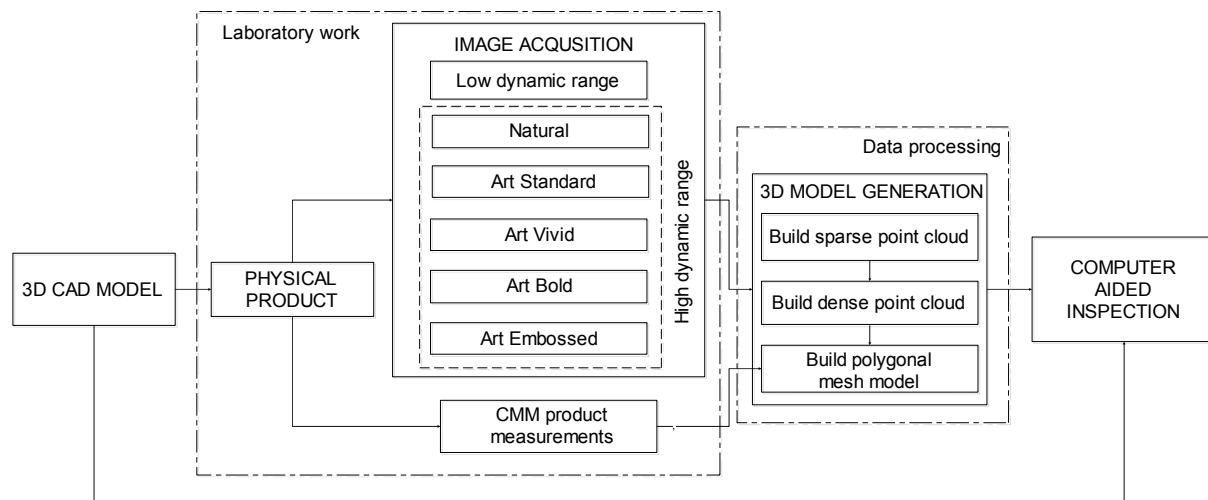 Laboratory work
IMAGE ACQUSITION
Low dynamic range
Natural
Art Standard
Art Vivid
Art Bold
Art Embossed
High dynamic range
3D CAD MODEL
PHYSICAL
PRODUCT
CMM product
measurements
Data processing
3D MODEL GENERATION
Build sparse point cloud
Build dense point cloud
Build polygonal
mesh model
COMPUTER
AIDED
INSPECTION